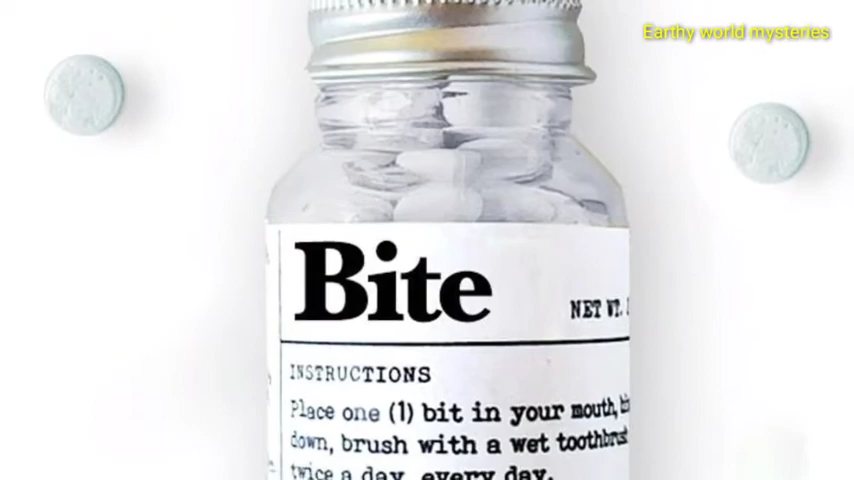 Earthy world mysteries
Bite
NET WT.
INSTRUCTIONS
Place one (1) bit in your mouth,
down, brush with a wet toothbrush
twice a day, every day.